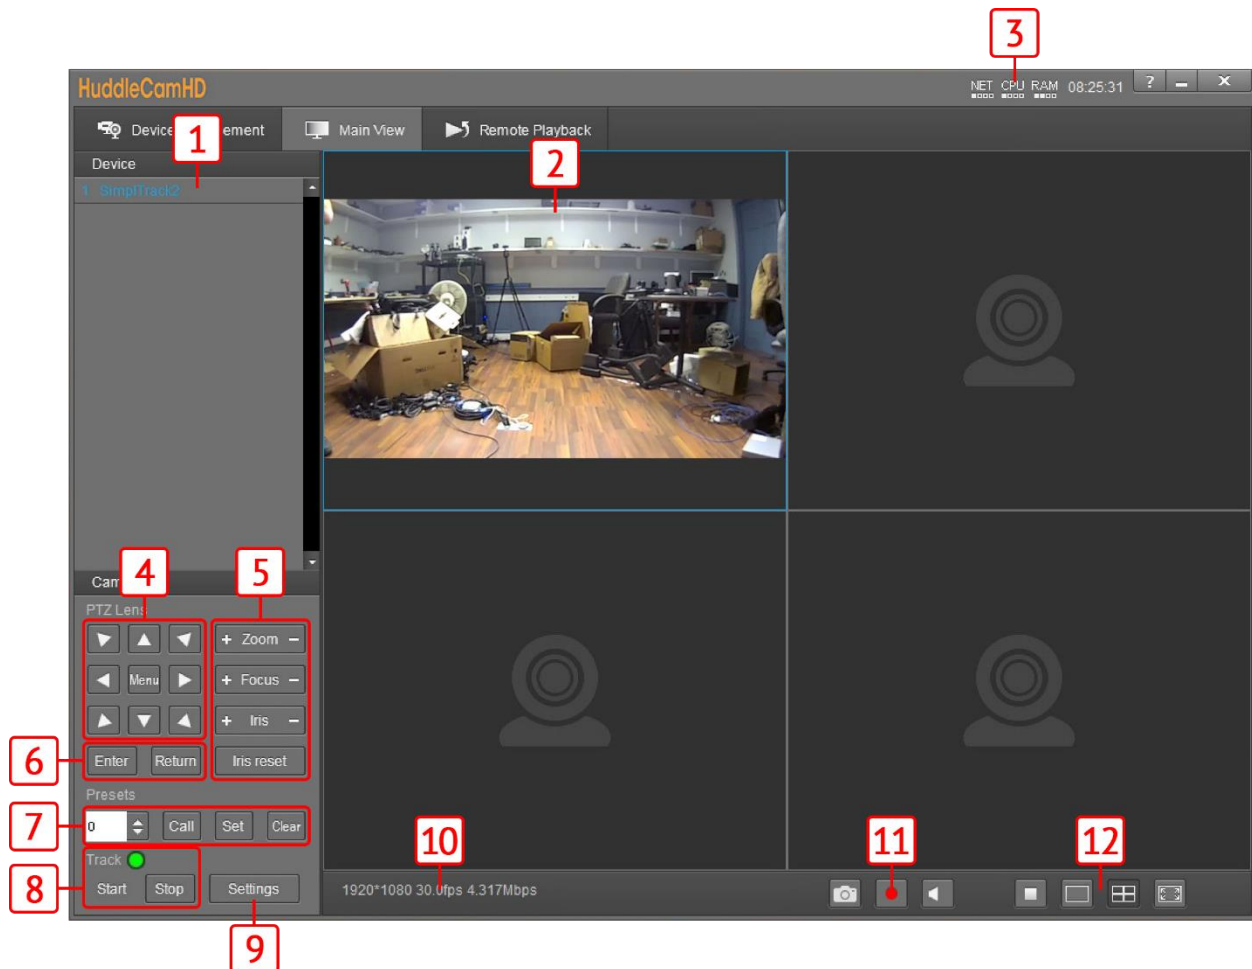 3
HuddleCamHD
NET CPU RAM 08:25:31 ? – X
Device ement
Main View
Remote Playback
1
2
Device
1 SimplTrack2
4
5
Cam
PTZ Lens
+ Zoom –
Menu
+ Focus –
+ Iris –
6
Enter
Return
Iris reset
Presets
7
0
Call
Set
Clear
10
11
12
Track
8
Start
Stop
Settings
1920*1080 30.0fps 4.317Mbps
9